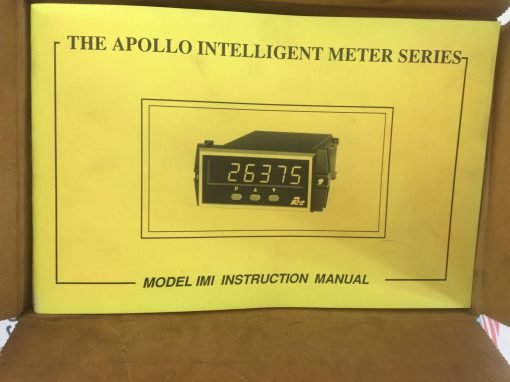 THE APOLLO INTELLIGENT METER SERIES
26375
P
MODEL IMI INSTRUCTION MANUAL